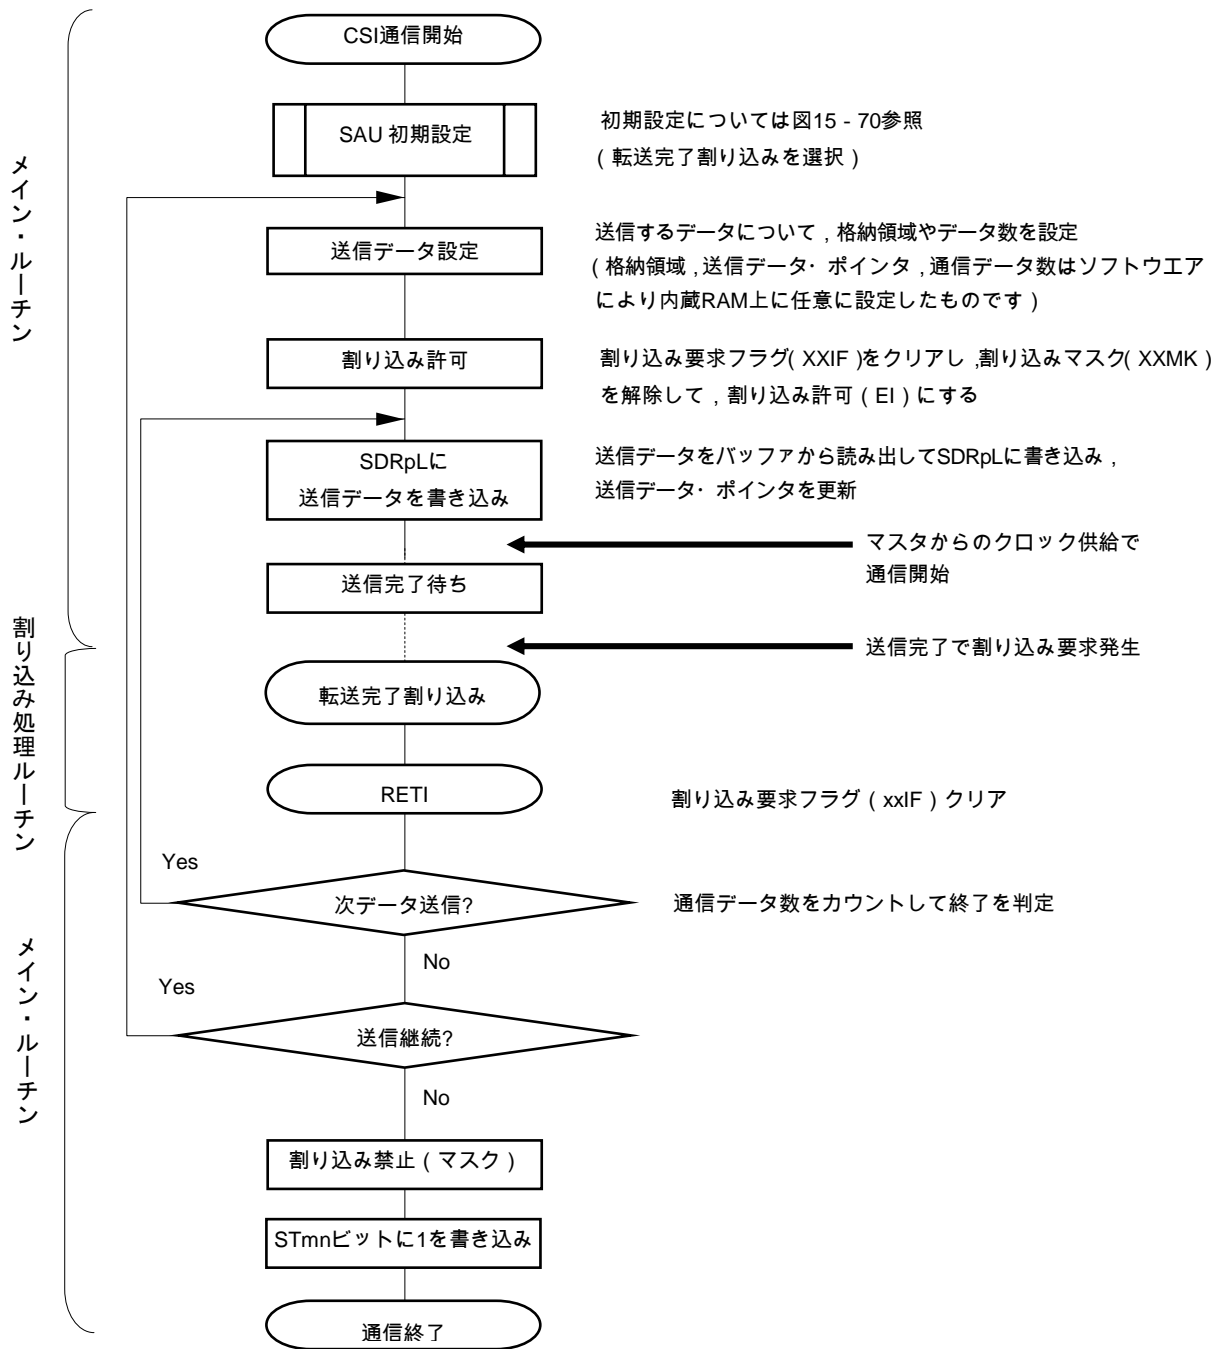 CSI通信開始
SAU 初期設定
初期設定については図15 - 70参照
(転送完了割り込みを選択)
メイン・ルーチン
送信データ設定
送信するデータについて,格納領域やデータ数を設定
(格納領域,送信データ・ポインタ,通信データ数はソフトウエア
により内蔵RAM上に任意に設定したものです)
割り込み許可
割り込み要求フラグ(XXIF)をクリアし,割り込みマスク(XXMK)
を解除して,割り込み許可(EI)にする
SDRpLに
送信データを書き込み
送信データをバッファから読み出してSDRpLに書き込み,
送信データ・ポインタを更新
マスタからのクロック供給で
通信開始
送信完了待ち
送信完了で割り込み要求発生
割り込み処理ルーチン
転送完了割り込み
RETI
割り込み要求フラグ(xxIF)クリア
Yes
次データ送信?
通信データ数をカウントして終了を判定
No
メイン・ルーチン
Yes
送信継続?
No
割り込み禁止(マスク)
STmnビットに1を書き込み
通信終了